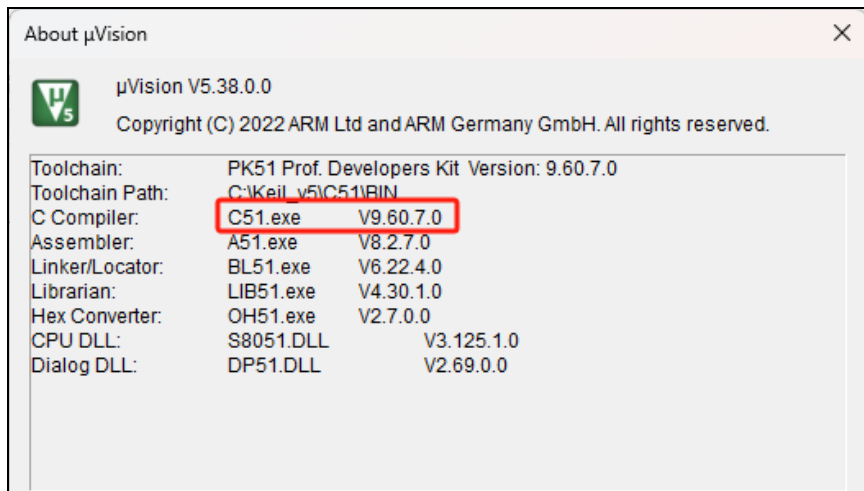 About µVision
µVision V5.38.0.0
Copyright (C) 2022 ARM Ltd and ARM Germany GmbH. All rights reserved.
Toolchain: PK51 Prof. Developers Kit Version: 9.60.7.0
Toolchain Path: C:\Keil_v5\C51\BIN
C Compiler: C51.exe V9.60.7.0
Assembler: A51.exe V8.2.7.0
Linker/Locator: BL51.exe V6.22.4.0
Librarian: LIB51.exe V4.30.1.0
Hex Converter: OH51.exe V2.7.0.0
CPU DLL: S8051.DLL V3.125.1.0
Dialog DLL: DP51.DLL V2.69.0.0